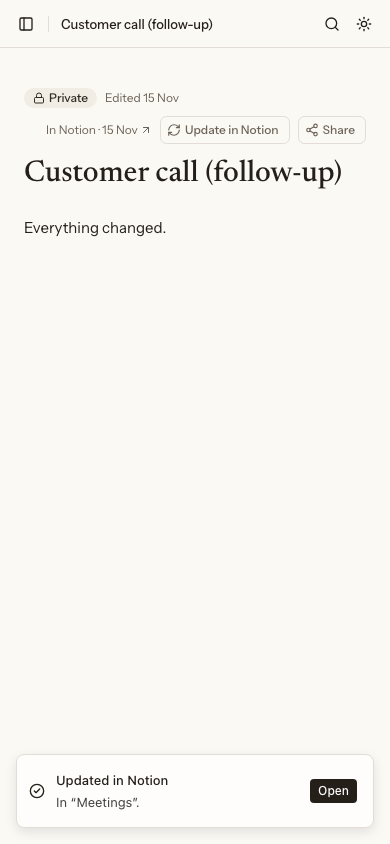 Customer call (follow-up)
Private Edited 15 Nov
In Notion · 15 Nov Update in Notion Share
Customer call (follow-up)
Everything changed.
Updated in Notion
In “Meetings”.
Open